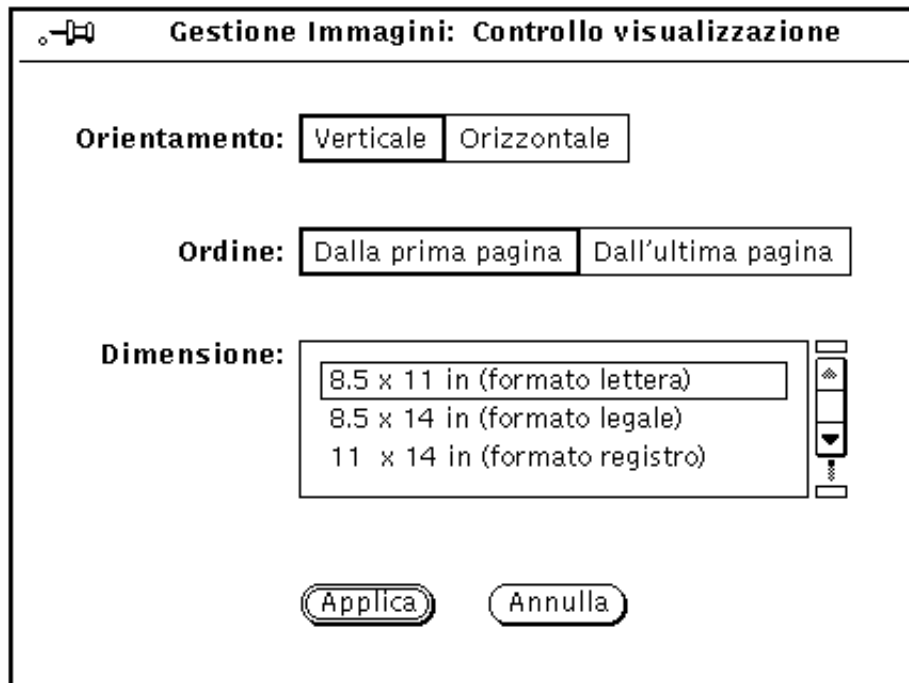 Gestione Immagini: Controllo visualizzazione
Orientamento: Verticale Orizzontale
Ordine: Dalla prima pagina Dall'ultima pagina
Dimensione:
8.5 x 11 in (formato lettera)
8.5 x 14 in (formato legale)
11 x 14 in (formato registro)
Applica Annulla